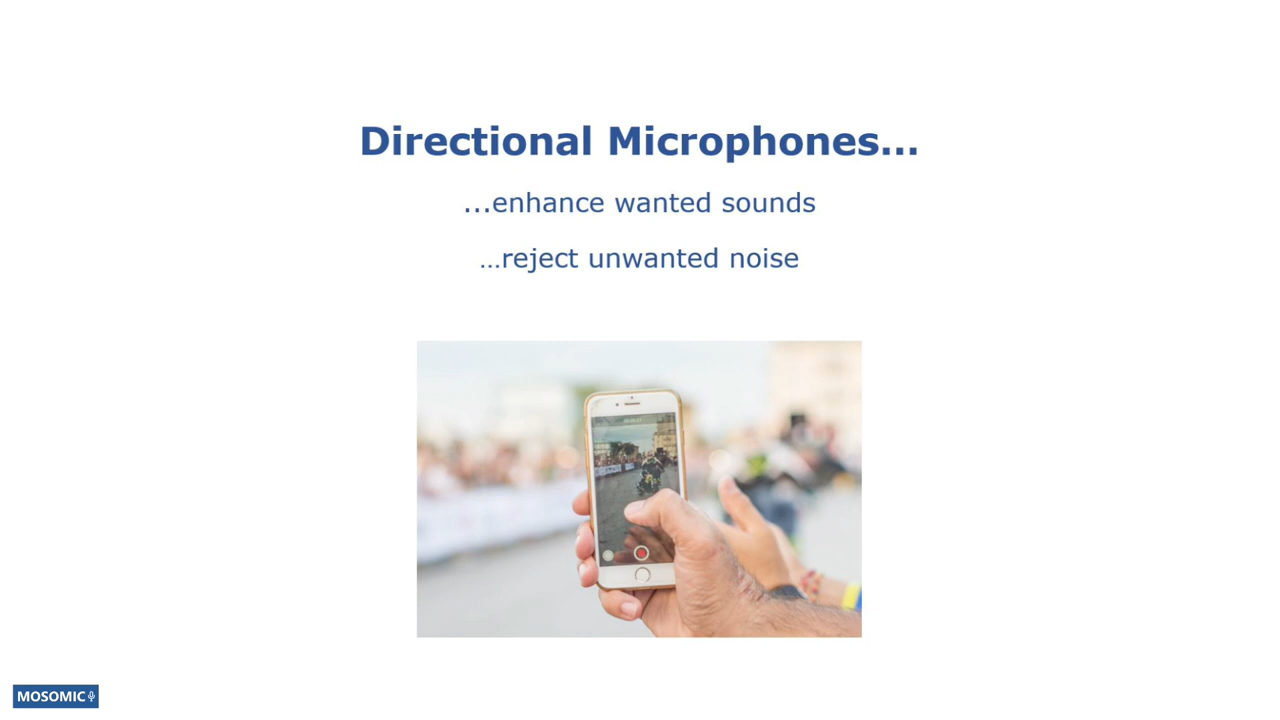 Directional Microphones...
...enhance wanted sounds
...reject unwanted noise
MOSOMIC